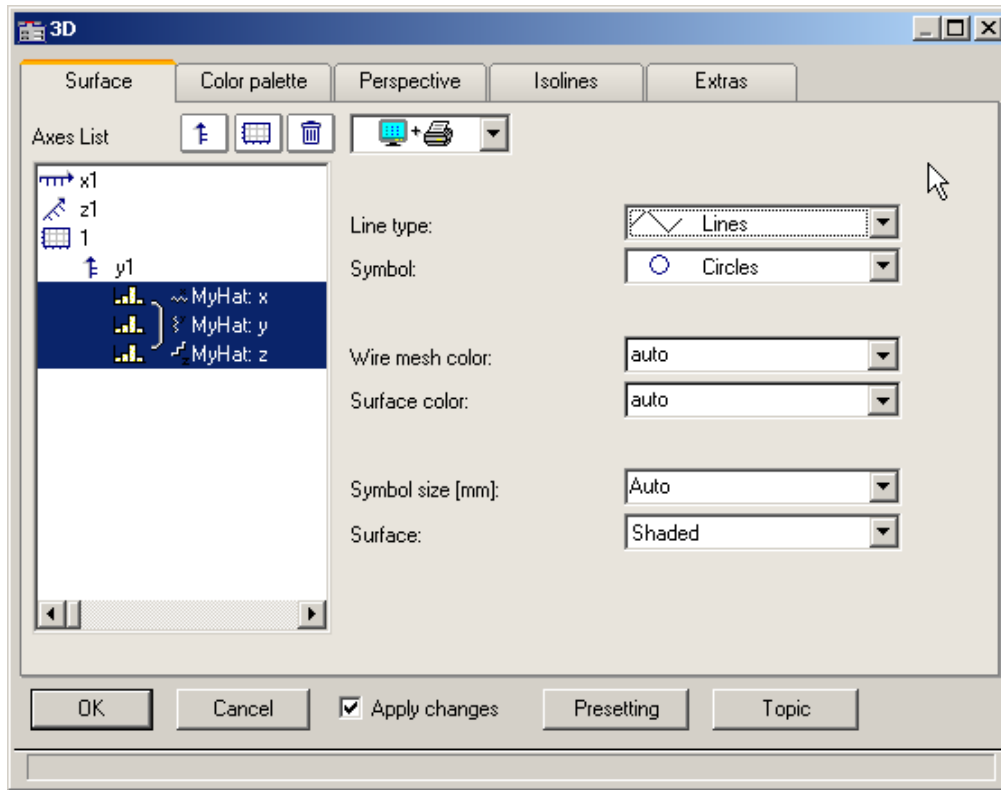 3D
Surface
Color palette
Perspective
Isolines
Extras
Axes List
x1
z1
1
y1
MyHat: x
MyHat: y
MyHat: z
Line type:
Lines
Symbol:
Circles
Wire mesh color:
auto
Surface color:
auto
Symbol size [mm]:
Auto
Surface:
Shaded
OK
Cancel
Apply changes
Presetting
Topic